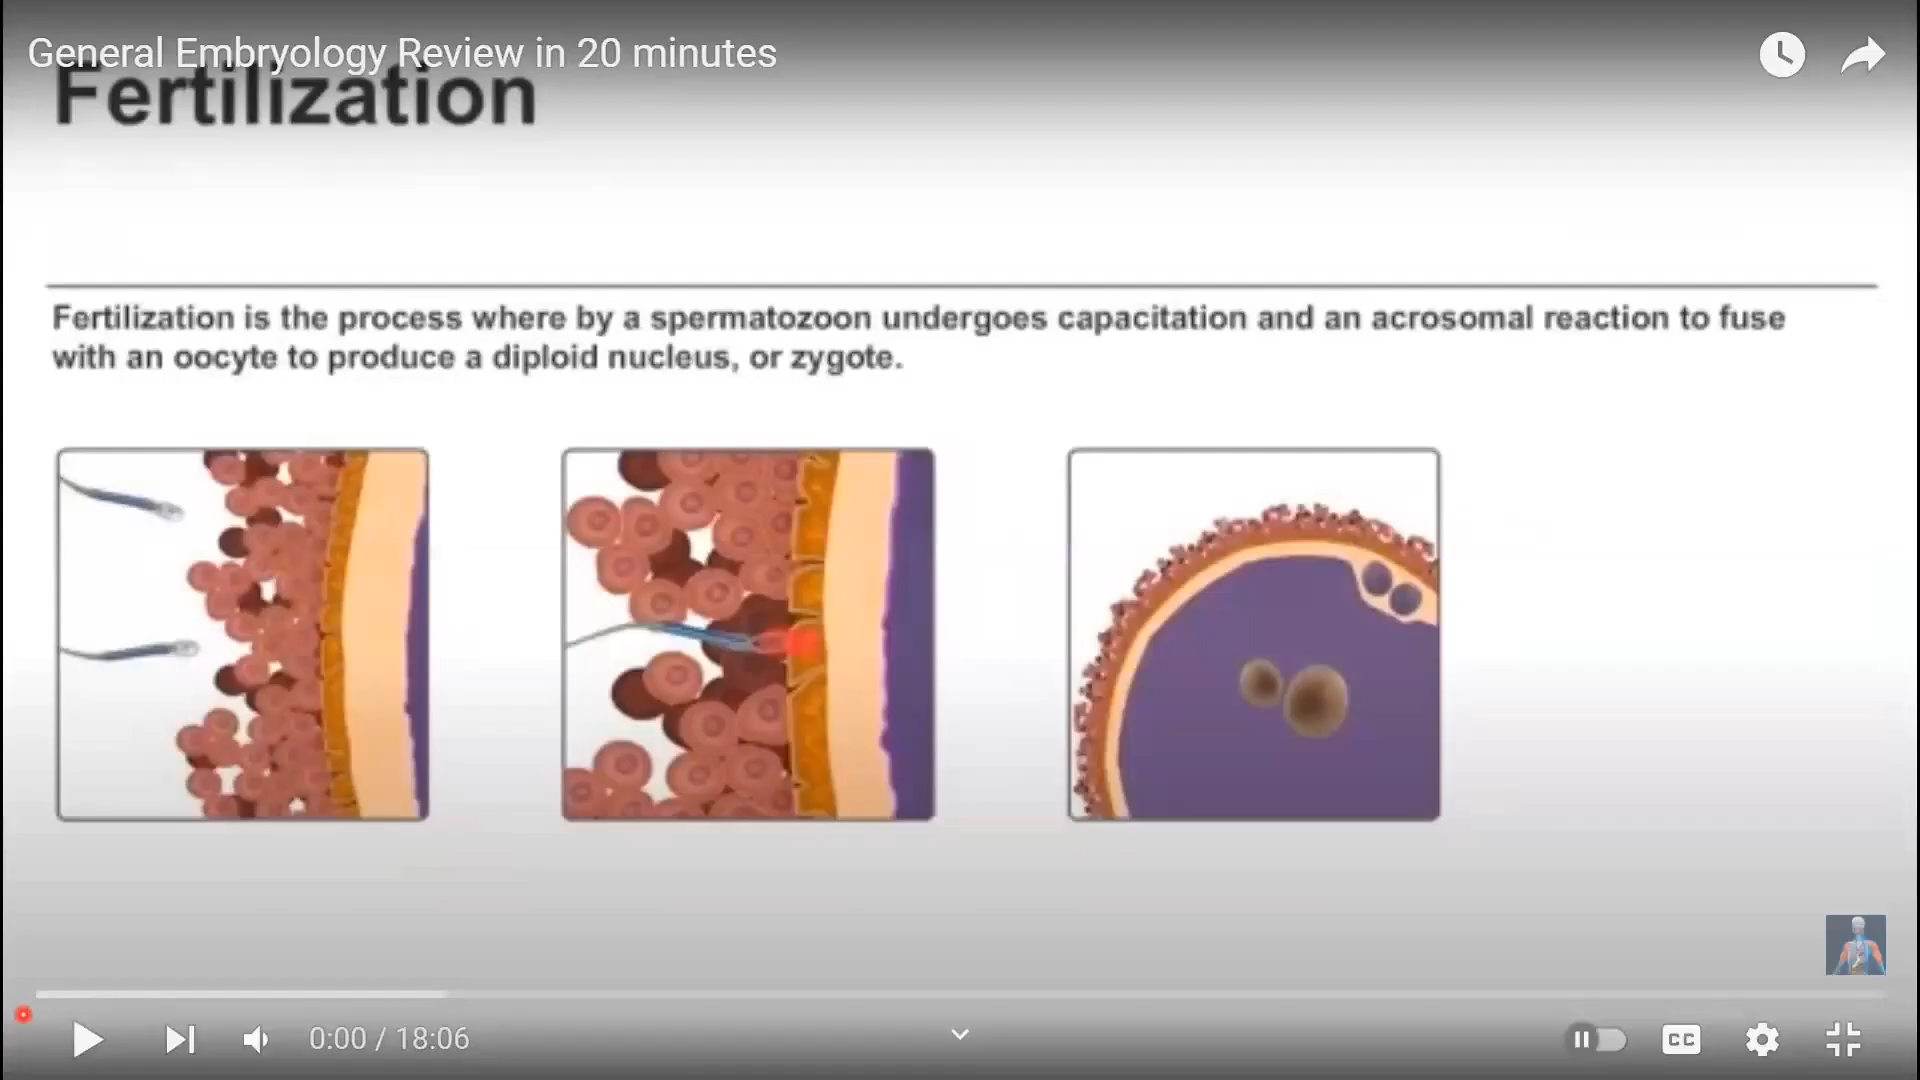 General Embryology Review in 20 minutes
Fertilization
Fertilization is the process where by a spermatozoon undergoes capacitation and an acrosomal reaction to fuse
with an oocyte to produce a diploid nucleus, or zygote.
0:00 / 18:06
CC